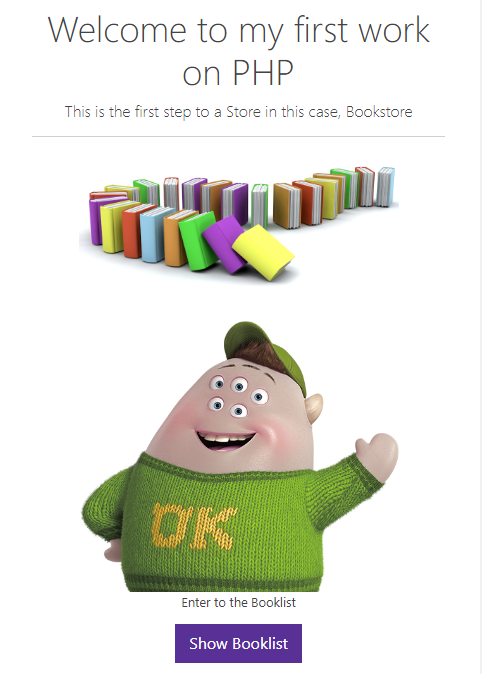 Welcome to my first work
on PHP
This is the first step to a Store in this case, Bookstore
OK
Enter to the Booklist
Show Booklist